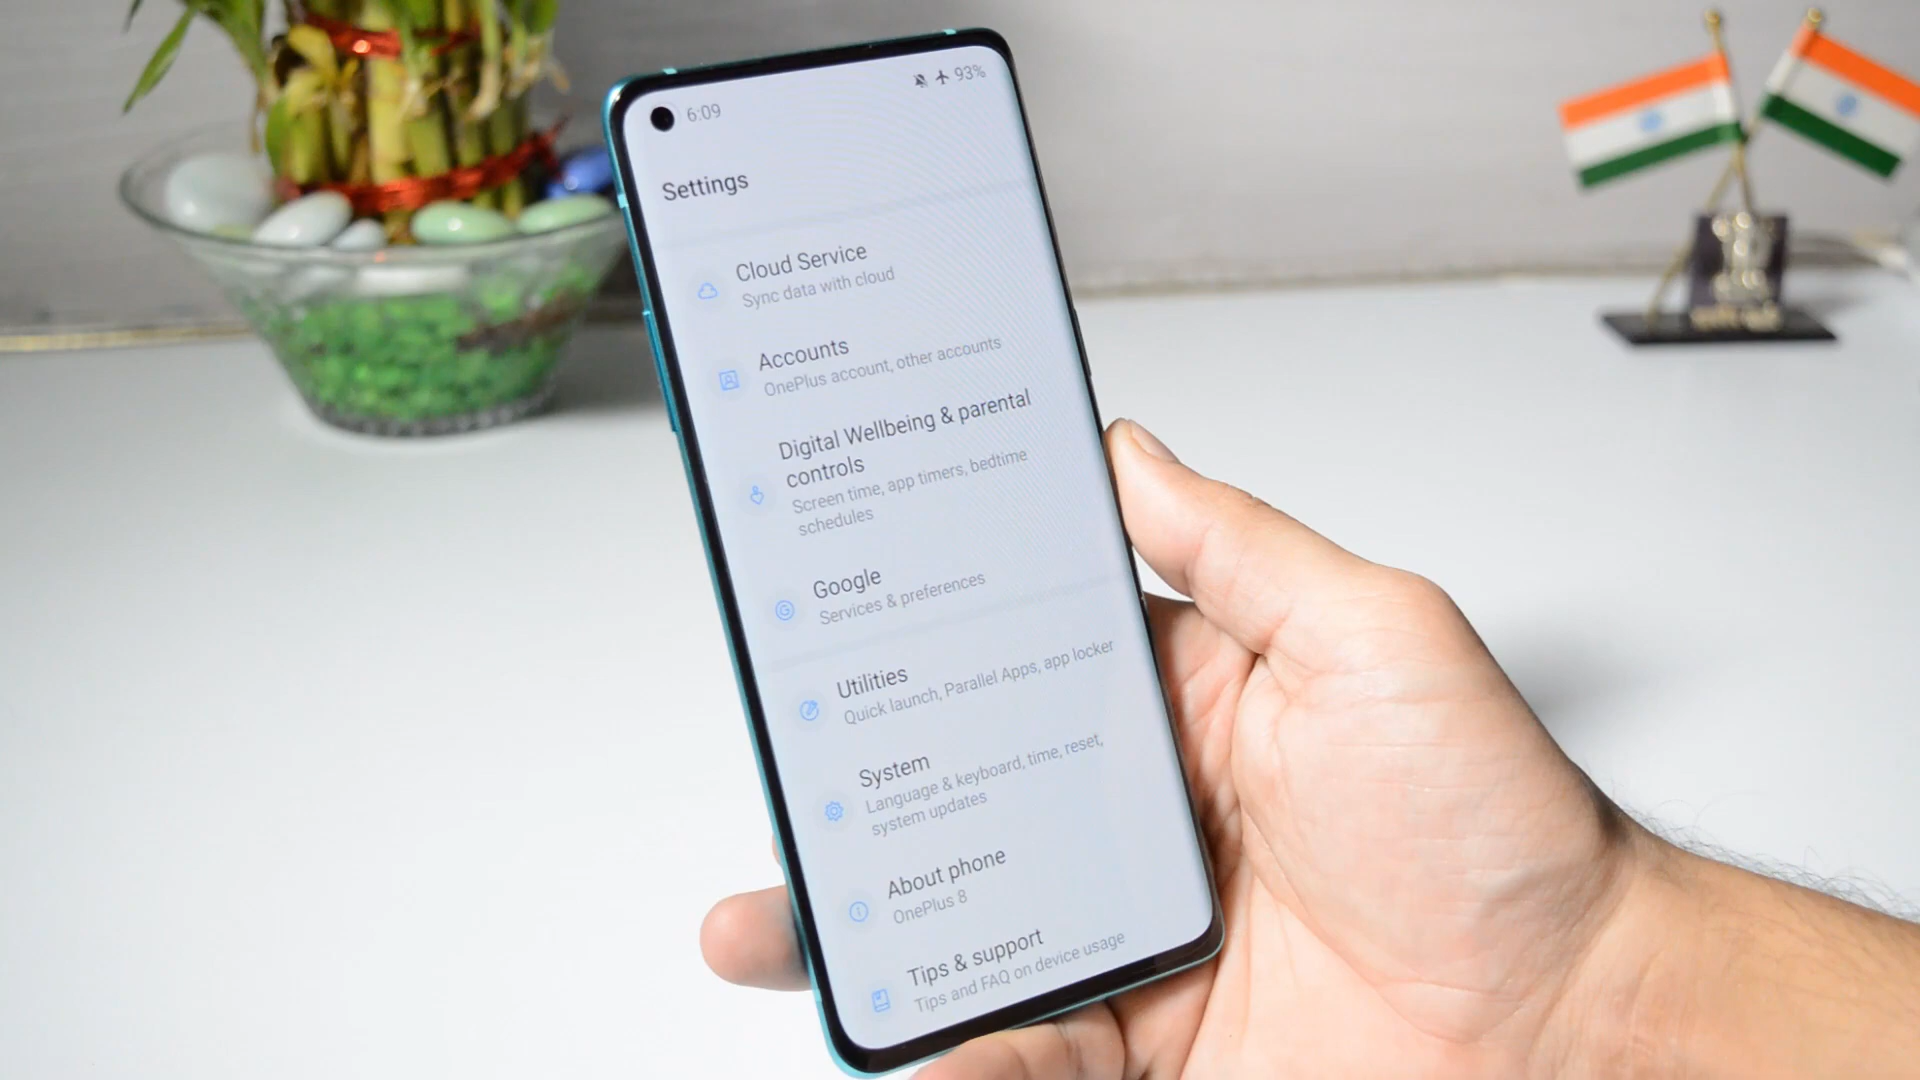 6:09
93%
Settings
Cloud Service
Sync data with cloud
Accounts
OnePlus account, other accounts
Digital Wellbeing & parental
controls
Screen time, app timers, bedtime
schedules
Google
Services & preferences
Utilities
Quick launch, Parallel Apps, app locker
System
Language & keyboard, time, reset,
system updates
About phone
OnePlus 8
Tips & support
Tips and FAQ on device usage